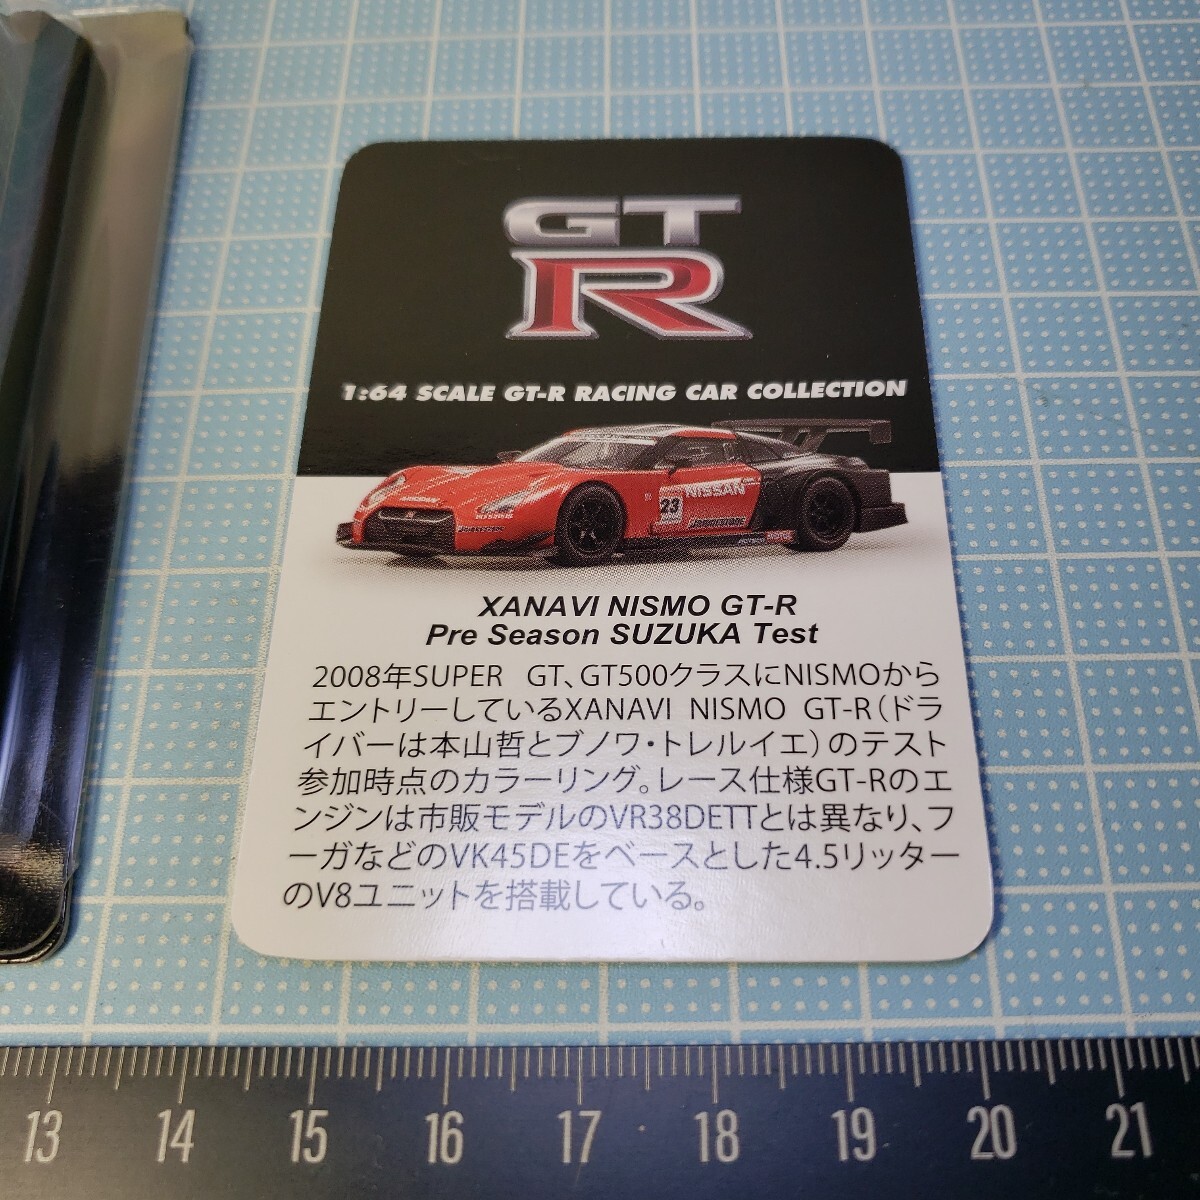 GT
R
1:64 SCALE GT-R RACING CAR COLLECTION
NISSAN
23
BRIDGESTONE
MOTUL
XANAVI NISMO GT-R
Pre Season SUZUKA Test
2008年SUPER GT、GT500クラスにNISMOから
エントリーしているXANAVI NISMO GT-R（ドラ
イバーは本山哲とブノワ・トレルイエ）のテスト
参加時点のカラーリング。レース仕様GT-Rのエ
ンジンは市販モデルのVR38DETTとは異なり、フ
ーガなどのVK45DEをベースとした4.5リッター
のV8ユニットを搭載している。
13 14 15 16 17 18 19 20 21